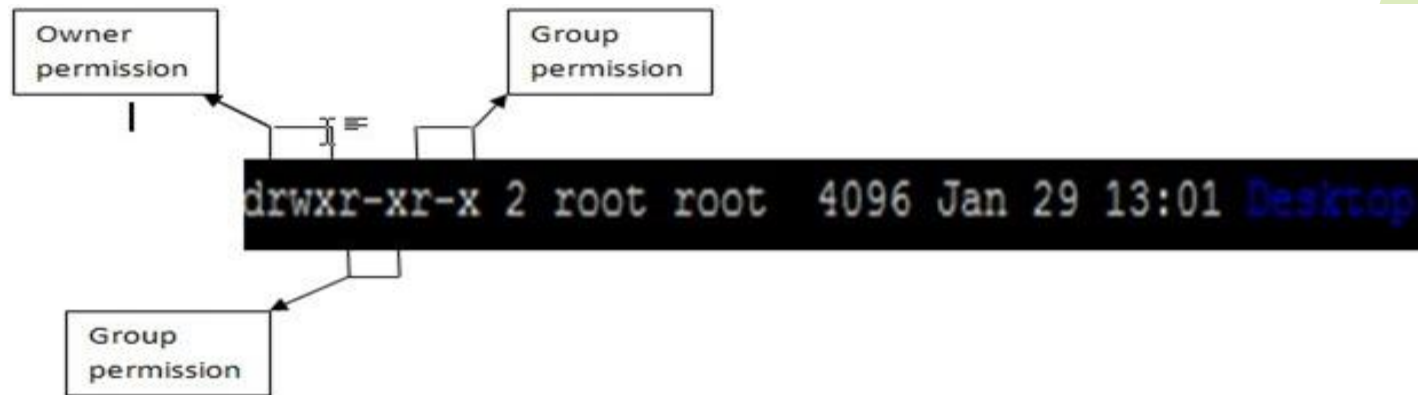 Owner
permission
Group
permission
drwxr-xr-x 2 root root 4096 Jan 29 13:01 Desktop
Group
permission